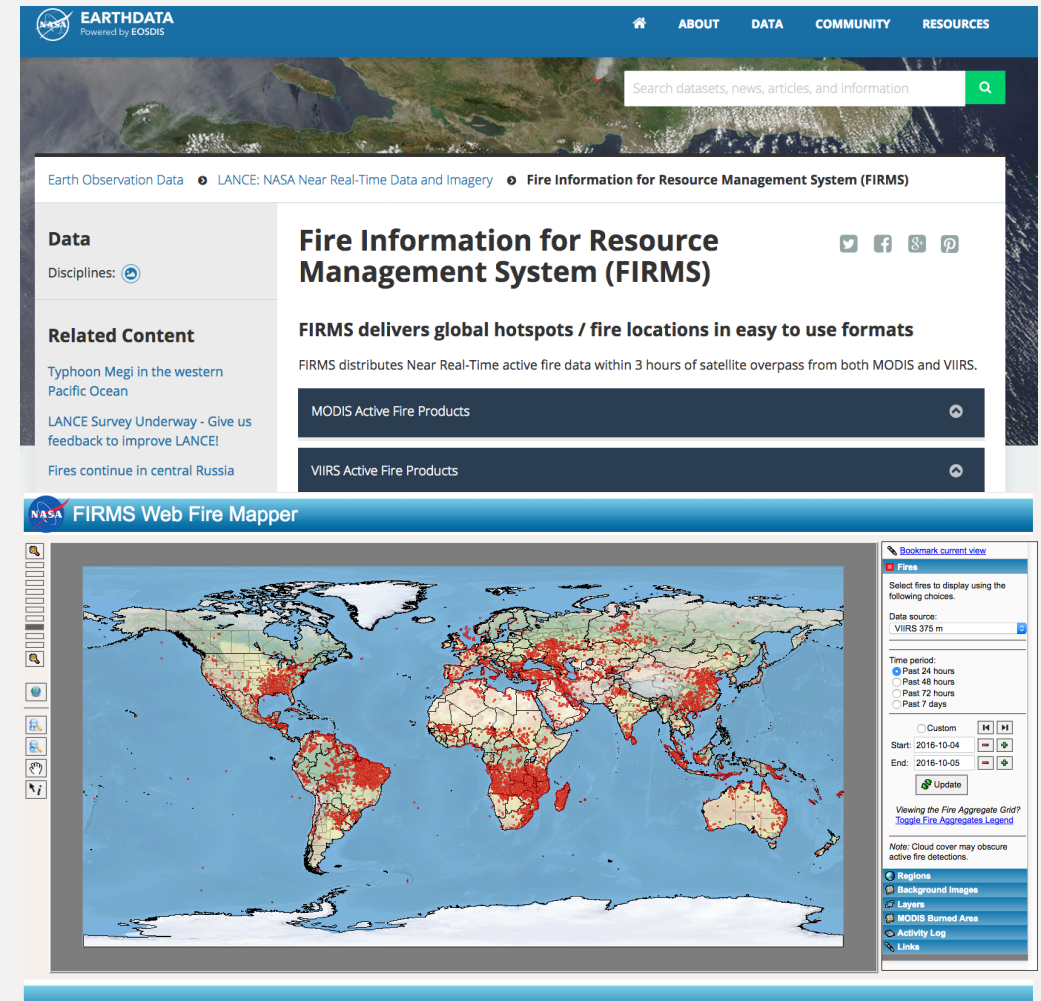 NASA
EARTHDATA
Powered by EOSDIS
ABOUT
DATA
COMMUNITY
RESOURCES
Search datasets, news, articles, and information
Earth Observation Data
LANCE: NASA Near Real-Time Data and Imagery
Fire Information for Resource Management System (FIRMS)
Data
Disciplines:
Related Content
Typhoon Megi in the western
Pacific Ocean
LANCE Survey Underway - Give us
feedback to improve LANCE!
Fires continue in central Russia
Fire Information for Resource
Management System (FIRMS)
FIRMS delivers global hotspots / fire locations in easy to use formats
FIRMS distributes Near Real-Time active fire data within 3 hours of satellite overpass from both MODIS and VIIRS.
MODIS Active Fire Products
VIIRS Active Fire Products
NASA
FIRMS Web Fire Mapper
Bookmark current view
Fires
Select fires to display using the
following choices.
Data source:
VIIRS 375 m
Time period:
Past 24 hours
Past 48 hours
Past 72 hours
Past 7 days
Custom
Start: 2016-10-04
End: 2016-10-05
Update
Viewing the Fire Aggregate Grid?
Toggle Fire Aggregates Legend
Note: Cloud cover may obscure
active fire detections.
Regions
Background Images
Layers
MODIS Burned Area
Activity Log
Links